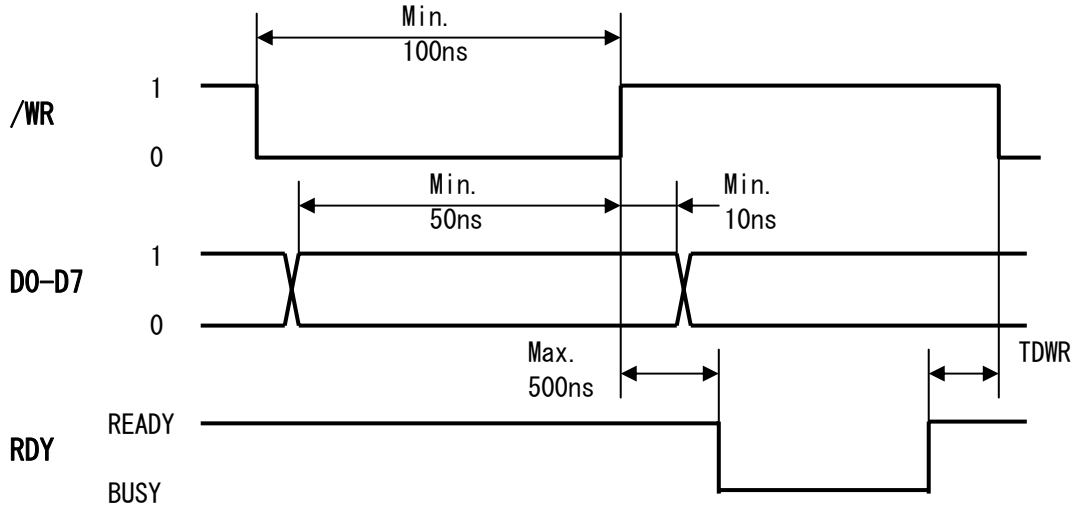 Min.
100ns
1
/WR
0
Min.
50ns
Min.
10ns
1
D0-D7
0
Max.
500ns
TDWR
READY
RDY
BUSY